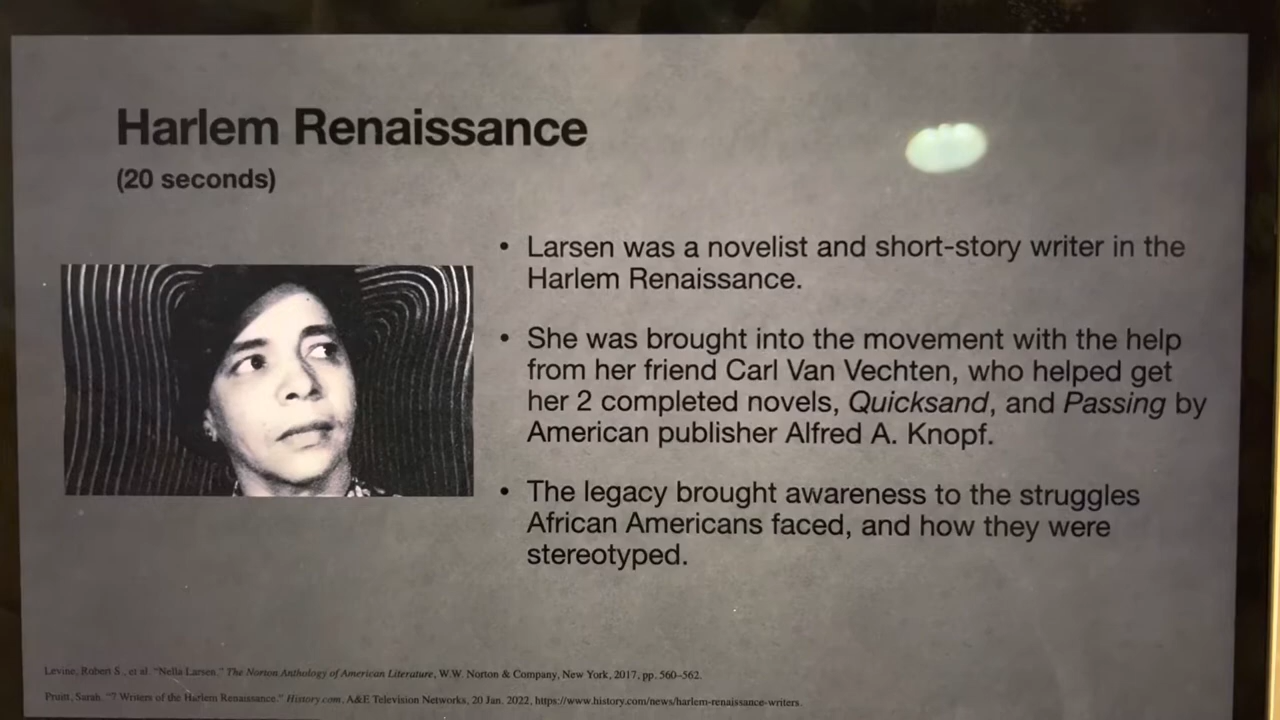 Harlem Renaissance
(20 seconds)
• Larsen was a novelist and short-story writer in the
Harlem Renaissance.
• She was brought into the movement with the help
from her friend Carl Van Vechten, who helped get
her 2 completed novels, Quicksand, and Passing by
American publisher Alfred A. Knopf.
• The legacy brought awareness to the struggles
African Americans faced, and how they were
stereotyped.
Levine, Robert S., et al. "Nella Larsen." The Norton Anthology of American Literature, W.W. Norton & Company, New York, 2017, pp. 560–562.
Pruitt, Sarah. "7 Writers of the Harlem Renaissance." History.com, A&E Television Networks, 20 Jan. 2022, https://www.history.com/news/harlem-renaissance-writers.